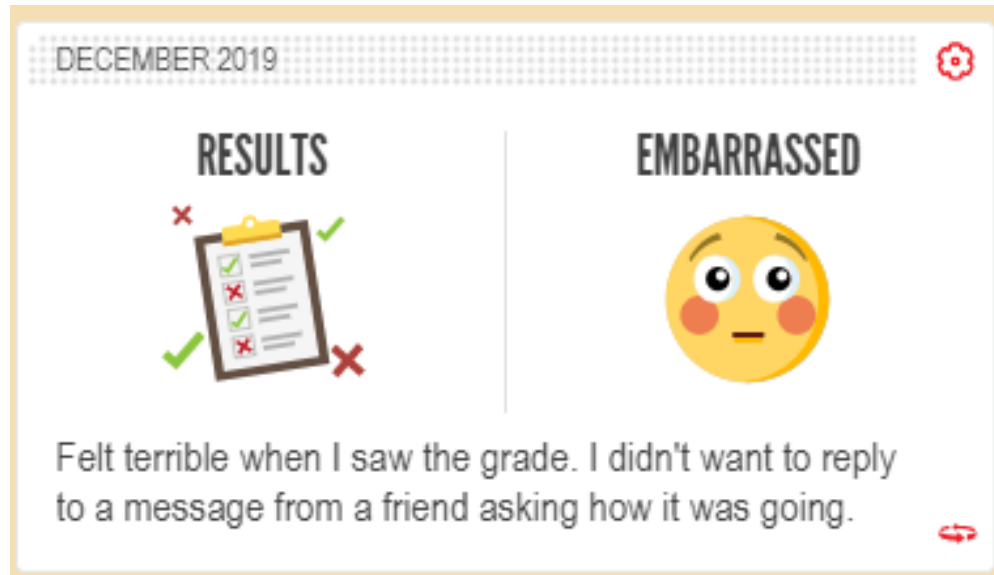 DECEMBER 2019
RESULTS
EMBARRASSED
Felt terrible when I saw the grade. I didn't want to reply
to a message from a friend asking how it was going.